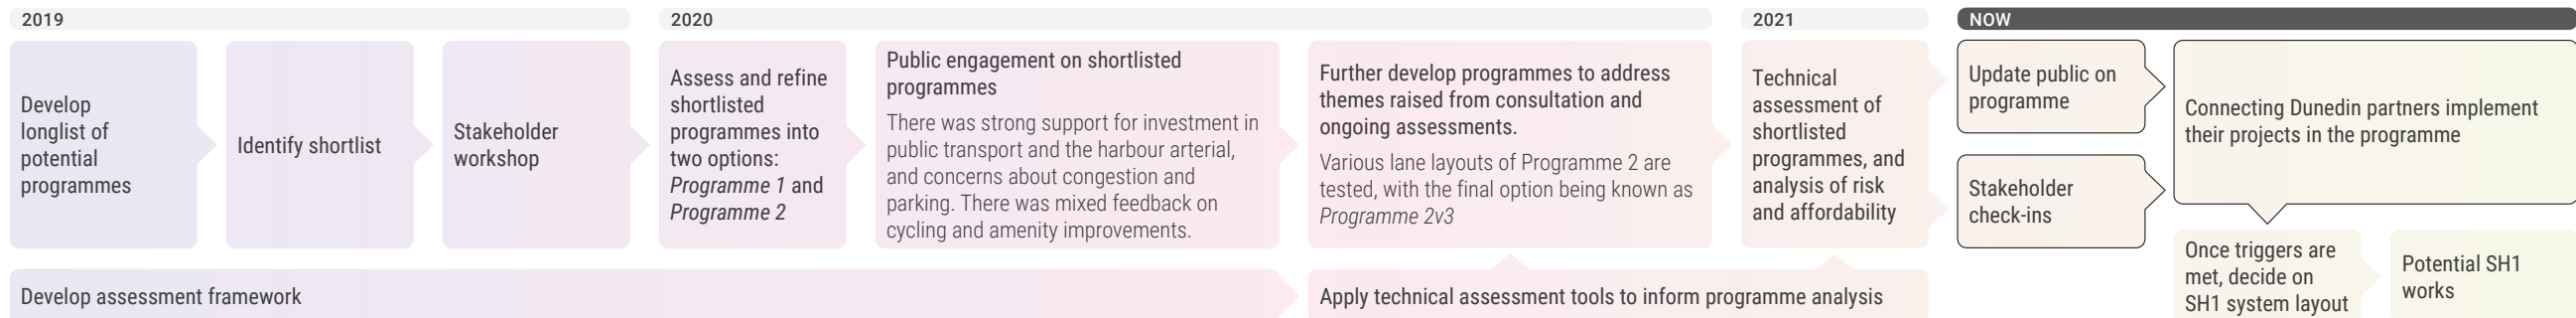 2019
2020
2021
NOW
Develop
longlist of
potential
programmes
Identify shortlist
Stakeholder
workshop
Assess and refine
shortlisted
programmes into
two options:
Programme 1 and
Programme 2
Public engagement on shortlisted
programmes
There was strong support for investment in
public transport and the harbour arterial,
and concerns about congestion and
parking. There was mixed feedback on
cycling and amenity improvements.
Further develop programmes to address
themes raised from consultation and
ongoing assessments.
Various lane layouts of Programme 2 are
tested, with the final option being known as
Programme 2v3
Technical
assessment of
shortlisted
programmes, and
analysis of risk
and affordability
Update public on
programme
Stakeholder
check-ins
Connecting Dunedin partners implement
their projects in the programme
Once triggers are
met, decide on
SH1 system layout
Potential SH1
works
Develop assessment framework
Apply technical assessment tools to inform programme analysis